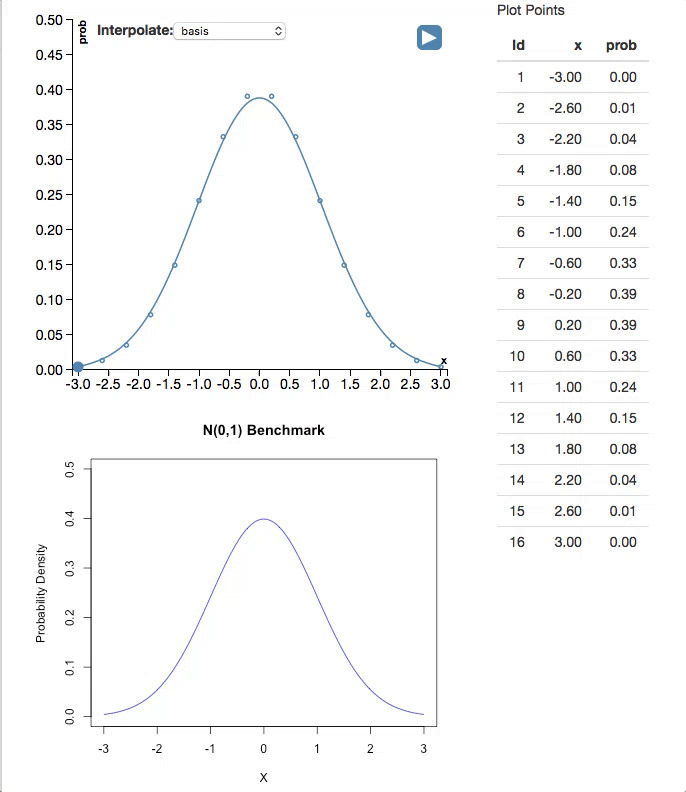 Plot Points
Interpolate: basis
prob
0.50
0.45
0.40
0.35
0.30
0.25
0.20
0.15
0.10
0.05
0.00
x
-3.0 -2.5 -2.0 -1.5 -1.0 -0.5 0.0 0.5 1.0 1.5 2.0 2.5 3.0
Id x prob
1 -3.00 0.00
2 -2.60 0.01
3 -2.20 0.04
4 -1.80 0.08
5 -1.40 0.15
6 -1.00 0.24
7 -0.60 0.33
8 -0.20 0.39
9 0.20 0.39
10 0.60 0.33
11 1.00 0.24
12 1.40 0.15
13 1.80 0.08
14 2.20 0.04
15 2.60 0.01
16 3.00 0.00
N(0,1) Benchmark
Probability Density
0.5
0.4
0.3
0.2
0.1
0.0
-3 -2 -1 0 1 2 3
X